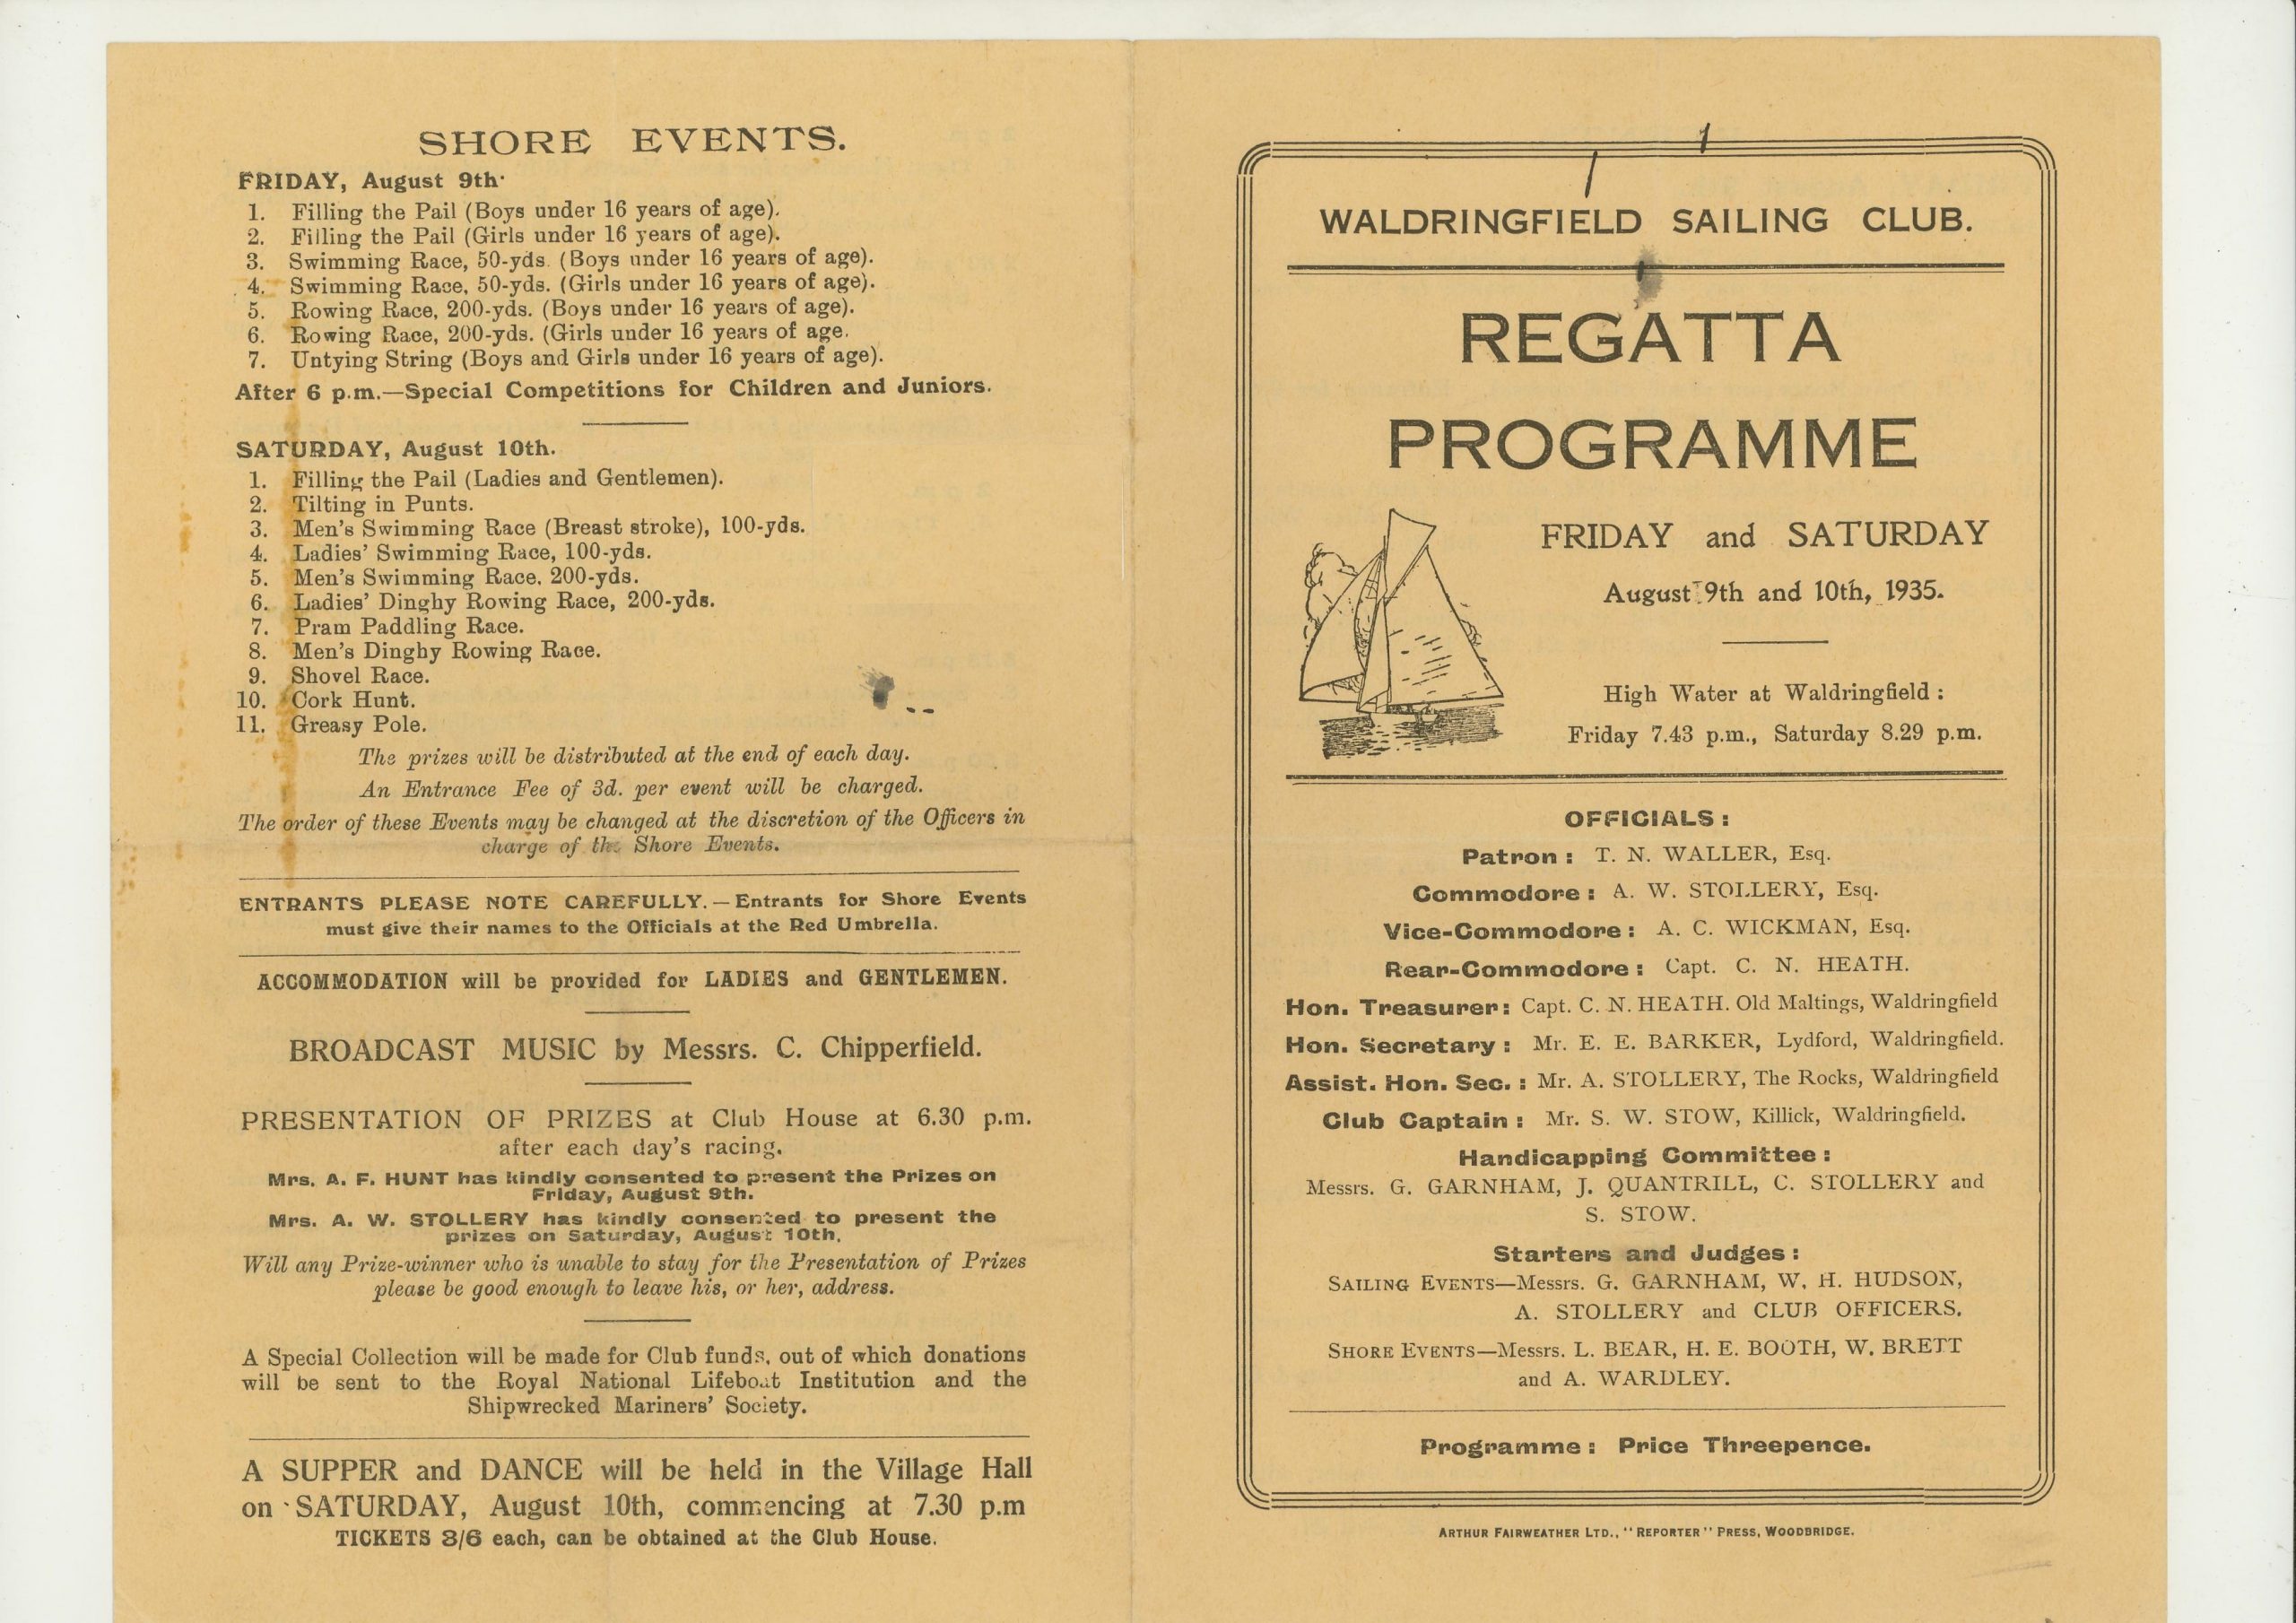 SHORE EVENTS.
FRIDAY, August 9th.
1. Filling the Pail (Boys under 16 years of age).
2. Filling the Pail (Girls under 16 years of age).
3. Swimming Race, 50-yds. (Boys under 16 years of age).
4. Swimming Race, 50-yds. (Girls under 16 years of age).
5. Rowing Race, 200-yds. (Boys under 16 years of age).
6. Rowing Race, 200-yds. (Girls under 16 years of age.
7. Untying String (Boys and Girls under 16 years of age).
After 6 p.m.—Special Competitions for Children and Juniors.
SATURDAY, August 10th.
1. Filling the Pail (Ladies and Gentlemen).
2. Tilting in Punts.
3. Men's Swimming Race (Breast stroke), 100-yds.
4. Ladies' Swimming Race, 100-yds.
5. Men's Swimming Race, 200-yds.
6. Ladies' Dinghy Rowing Race, 200-yds.
7. Pram Paddling Race.
8. Men's Dinghy Rowing Race.
9. Shovel Race.
10. Cork Hunt.
11. Greasy Pole.
The prizes will be distributed at the end of each day.
An Entrance Fee of 3d. per event will be charged.
The order of these Events may be changed at the discretion of the Officers in
charge of the Shore Events.
ENTRANTS PLEASE NOTE CAREFULLY.—Entrants for Shore Events
must give their names to the Officials at the Red Umbrella.
ACCOMMODATION will be provided for LADIES and GENTLEMEN.
BROADCAST MUSIC by Messrs. C. Chipperfield.
PRESENTATION OF PRIZES at Club House at 6.30 p.m.
after each day's racing.
Mrs. A. F. HUNT has kindly consented to present the Prizes on
Friday, August 9th.
Mrs. A. W. STOLLERY has kindly consented to present the
prizes on Saturday, August 10th.
Will any Prize-winner who is unable to stay for the Presentation of Prizes
please be good enough to leave his, or her, address.
A Special Collection will be made for Club funds, out of which donations
will be sent to the Royal National Lifeboat Institution and the
Shipwrecked Mariners' Society.
A SUPPER and DANCE will be held in the Village Hall
on SATURDAY, August 10th, commencing at 7.30 p.m
TICKETS 3/6 each, can be obtained at the Club House.
WALDRINGFIELD SAILING CLUB.
REGATTA
PROGRAMME
FRIDAY and SATURDAY
August 9th and 10th, 1935.
High Water at Waldringfield :
Friday 7.43 p.m., Saturday 8.29 p.m.
OFFICIALS :
Patron : T. N. WALLER, Esq.
Commodore : A. W. STOLLERY, Esq.
Vice-Commodore : A. C. WICKMAN, Esq.
Rear-Commodore : Capt. C. N. HEATH.
Hon. Treasurer : Capt. C. N. HEATH. Old Maltings, Waldringfield
Hon. Secretary : Mr. E. E. BARKER, Lydford, Waldringfield.
Assist. Hon. Sec. : Mr. A. STOLLERY, The Rocks, Waldringfield
Club Captain : Mr. S. W. STOW, Killick, Waldringfield.
Handicapping Committee :
Messrs. G. GARNHAM, J. QUANTRILL, C. STOLLERY and
S. STOW.
Starters and Judges :
SAILING EVENTS—Messrs. G. GARNHAM, W. H. HUDSON,
A. STOLLERY and CLUB OFFICERS.
SHORE EVENTS—Messrs. L. BEAR, H. E. BOOTH, W. BRETT
and A. WARDLEY.
Programme : Price Threepence.
ARTHUR FAIRWEATHER LTD., "REPORTER" PRESS, WOODBRIDGE.